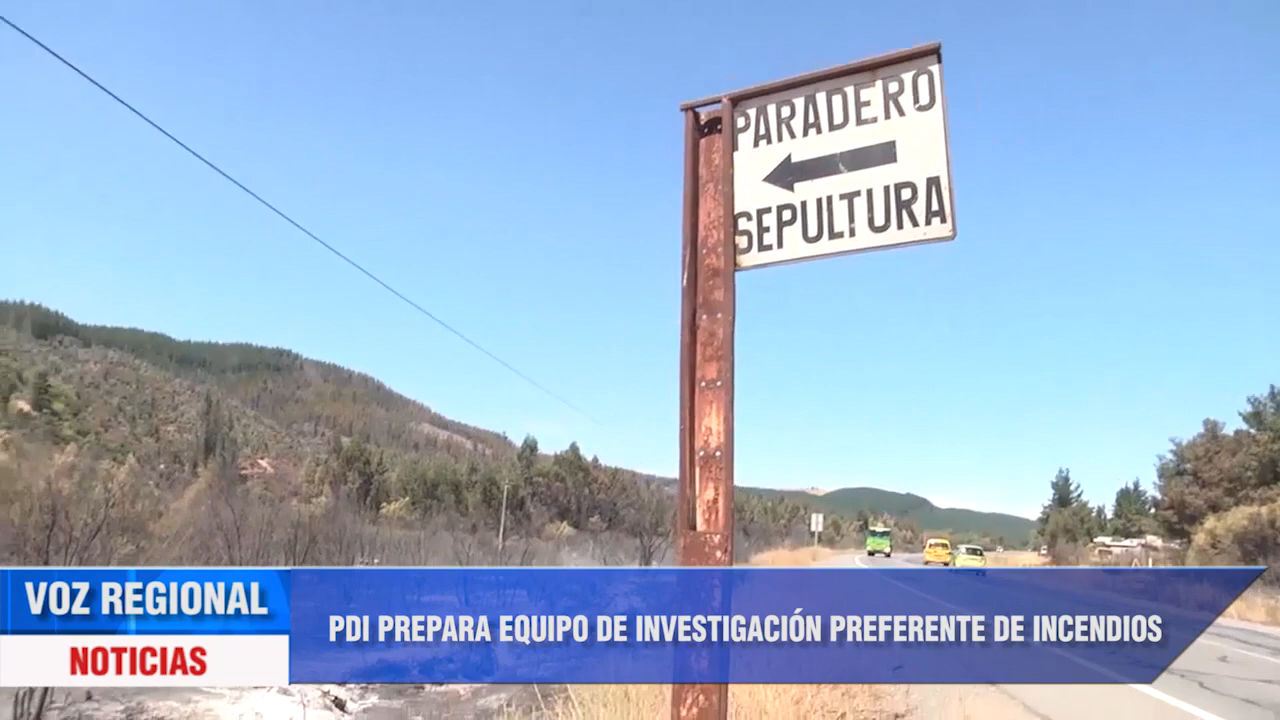 PARADERO
SEPULTURA
VOZ REGIONAL
NOTICIAS
PDI PREPARA EQUIPO DE INVESTIGACIÓN PREFERENTE DE INCENDIOS